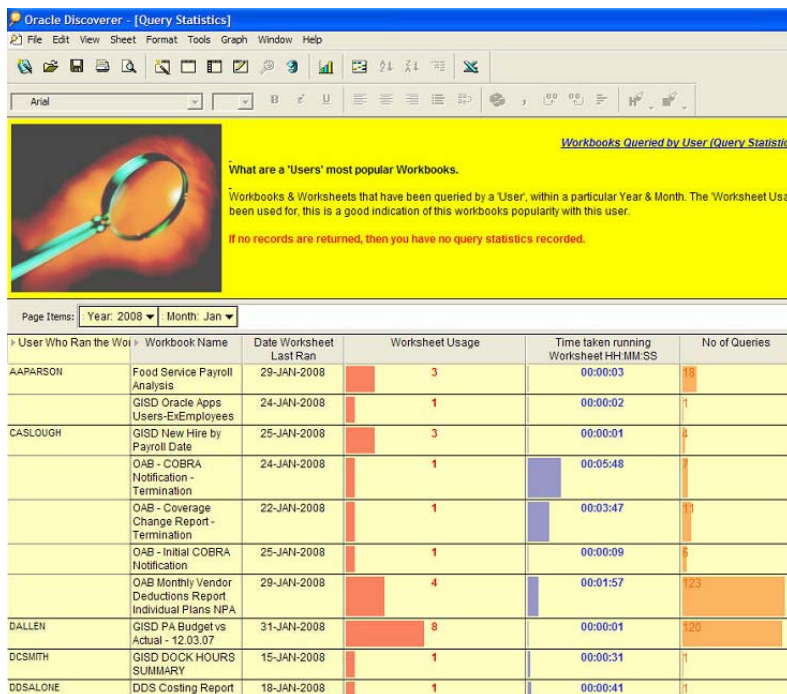 Oracle Discoverer - [Query Statistics]
File Edit View Sheet Format Tools Graph Window Help
Arial
B i U
Workbooks Queried by User (Query Statistic
What are a 'Users' most popular Workbooks.
Workbooks & Worksheets that have been queried by a 'User', within a particular Year & Month. The 'Worksheet Usa
been used for, this is a good indication of this workbooks popularity with this user.
If no records are returned, then you have no query statistics recorded.
Page Items: Year: 2008 Month: Jan
User Who Ran the Wor Workbook Name Date Worksheet Worksheet Usage Time taken running No of Queries
Last Ran Worksheet HH:MM:SS
AAPARSON Food Service Payroll 29-JAN-2008 3 00:00:03 18
Analysis
GISD Oracle Apps 24-JAN-2008 1 00:00:02 1
Users-ExEmployees
CASLOUGH GISD New Hire by 25-JAN-2008 3 00:00:01 4
Payroll Date
OAB - COBRA 24-JAN-2008 1 00:05:48 7
Notification -
Termination
OAB - Coverage 22-JAN-2008 1 00:03:47 11
Change Report -
Termination
OAB - Initial COBRA 25-JAN-2008 1 00:00:09 6
Notification
OAB Monthly Vendor 29-JAN-2008 4 00:01:57 123
Deductions Report
Individual Plans NPA
DALLEN GISD PA Budget vs 31-JAN-2008 8 00:00:01 120
Actual - 12.03.07
DCSMITH GISD DOCK HOURS 15-JAN-2008 1 00:00:31 1
SUMMARY
DDSALONE DDS Costing Report 18-JAN-2008 1 00:00:41 1